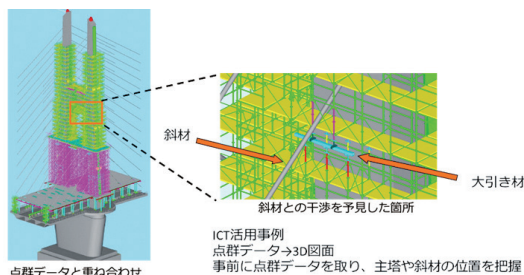 斜材
大引き材
斜材との干渉を予見した箇所
点群データと重ね合わせ
ICT活用事例
点群データ→3D図面
事前に点群データを取り、主塔や斜材の位置を把握